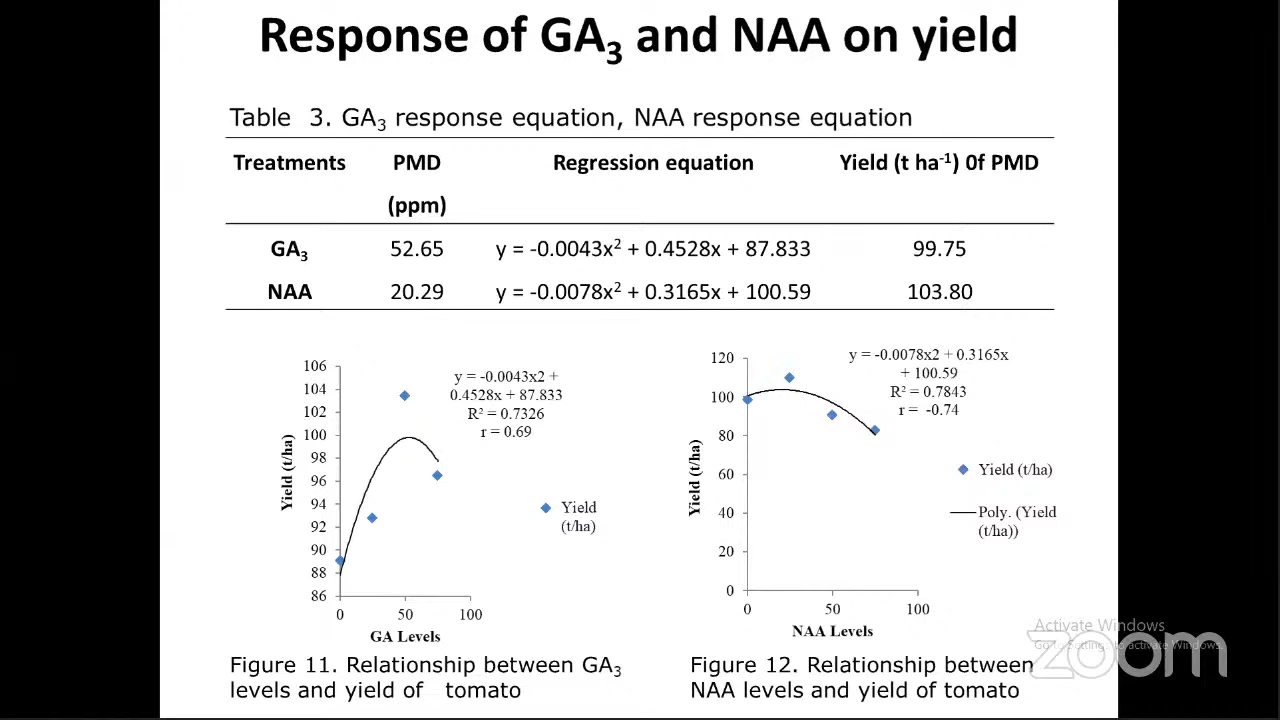 Response of GA3 and NAA on yield
Table 3. GA3 response equation, NAA response equation
Treatments PMD (ppm) Regression equation Yield (t ha-1) 0f PMD
GA3 52.65 y = -0.0043x2 + 0.4528x + 87.833 99.75
NAA 20.29 y = -0.0078x2 + 0.3165x + 100.59 103.80
106
104
102
100
98
96
94
92
90
88
86
Yield (t/ha)
y = -0.0043x2 +
0.4528x + 87.833
R² = 0.7326
r = 0.69
Yield
(t/ha)
0 50 100
GA Levels
Figure 11. Relationship between GA3
levels and yield of tomato
120
100
80
60
40
20
0
Yield (t/ha)
y = -0.0078x2 + 0.3165x
+ 100.59
R² = 0.7843
r = -0.74
Yield (t/ha)
Poly. (Yield
(t/ha))
0 50 100
NAA Levels
Figure 12. Relationship between
NAA levels and yield of tomato
Activate Windows
Go to Settings to activate Windows.
zoom